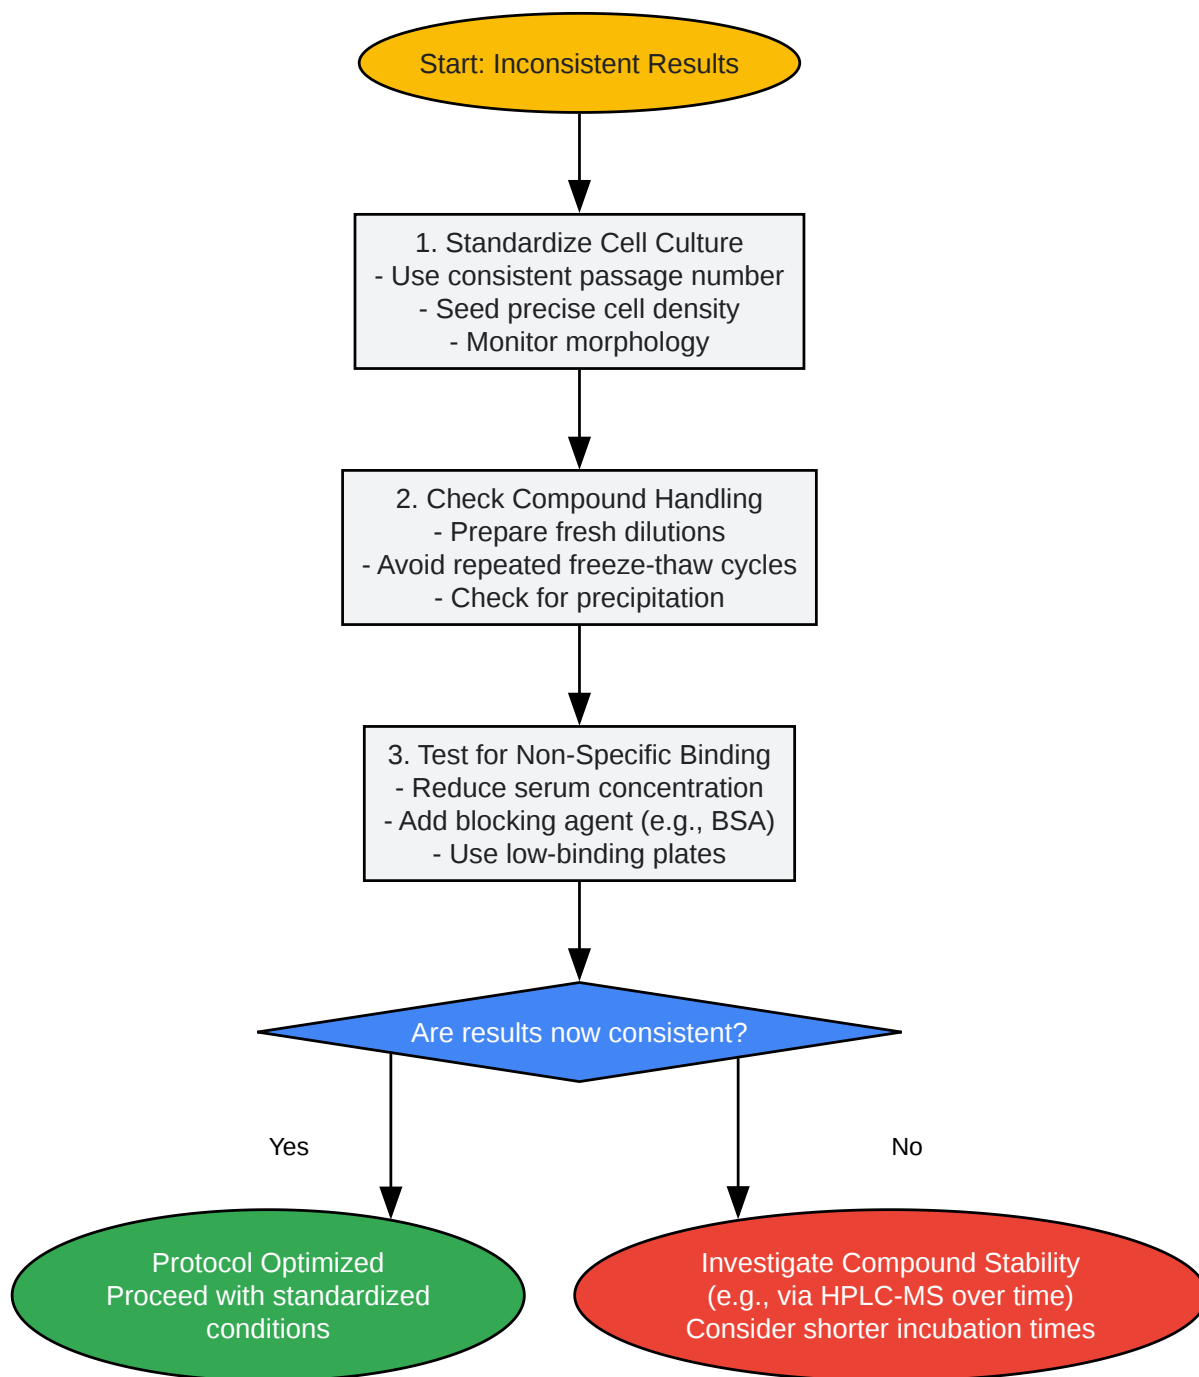 Start: Inconsistent Results
1. Standardize Cell Culture
- Use consistent passage number
- Seed precise cell density
- Monitor morphology
2. Check Compound Handling
- Prepare fresh dilutions
- Avoid repeated freeze-thaw cycles
- Check for precipitation
3. Test for Non-Specific Binding
- Reduce serum concentration
- Add blocking agent (e.g., BSA)
- Use low-binding plates
Are results now consistent?
Yes
No
Protocol Optimized
Proceed with standardized
conditions
Investigate Compound Stability
(e.g., via HPLC-MS over time)
Consider shorter incubation times